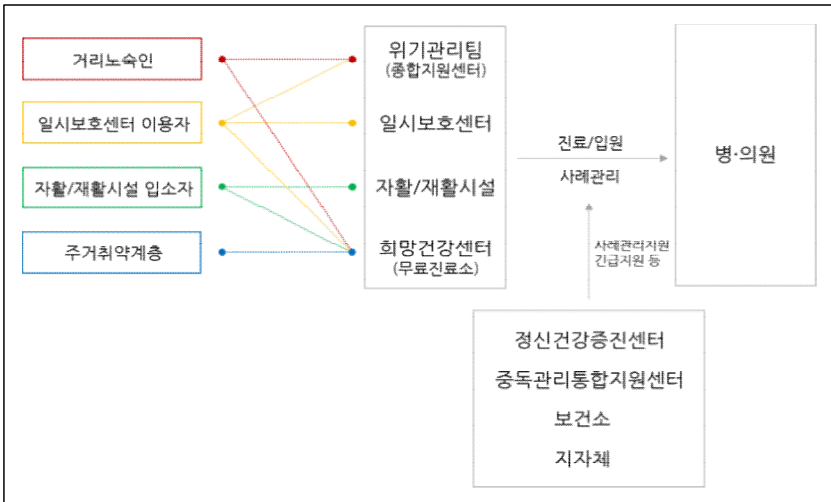 거리노숙인
일시보호센터 이용자
자활/재활시설 입소자
주거취약계층
위기관리팀
(종합지원센터)
일시보호센터
자활/재활시설
희망건강센터
(무료진료소)
진료/입원
사례관리
병·의원
사례관리지원
긴급지원 등
정신건강증진센터
중독관리통합지원센터
보건소
지자체